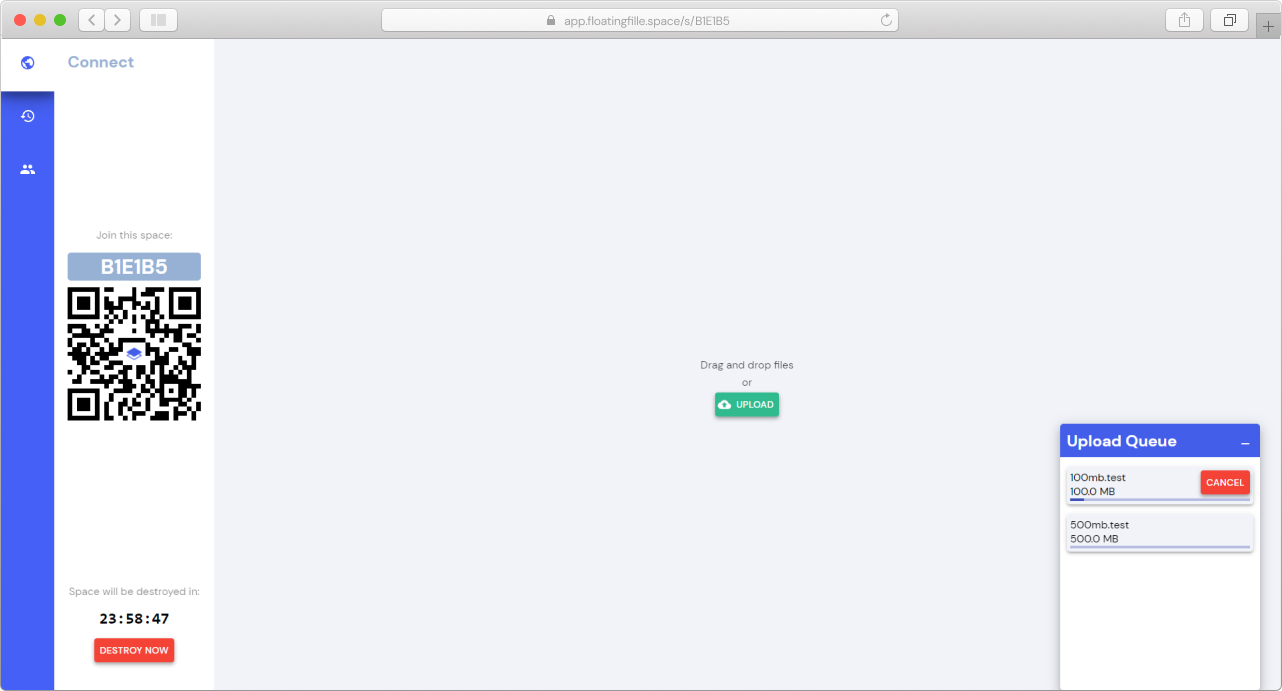 app.floatingfille.space/s/B1E1B5
Connect
Join this space:
B1E1B5
Space will be destroyed in:
23:58:47
DESTROY NOW
Drag and drop files
or
UPLOAD
Upload Queue
100mb.test
100.0 MB
CANCEL
500mb.test
500.0 MB